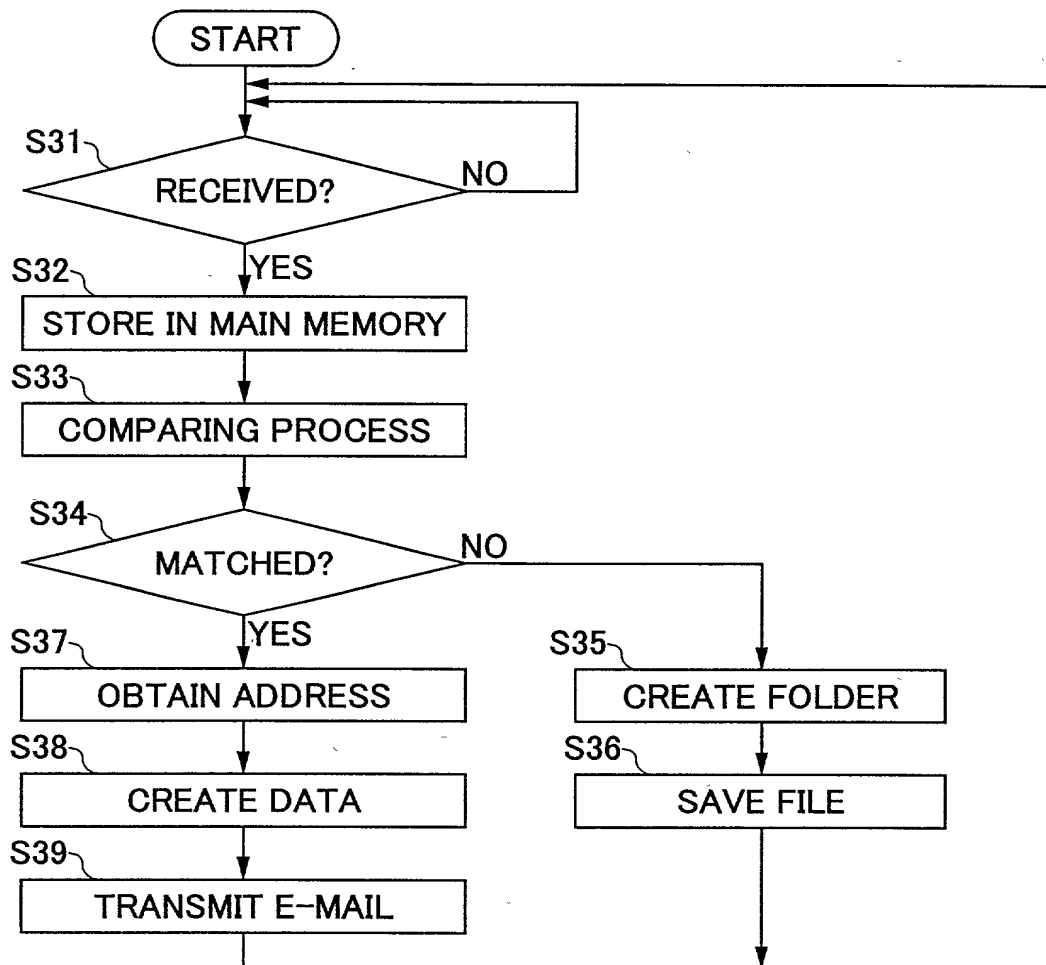 START
S31
RECEIVED?
NO
YES
S32
STORE IN MAIN MEMORY
S33
COMPARING PROCESS
S34
MATCHED?
NO
YES
S37
OBTAIN ADDRESS
S35
CREATE FOLDER
S38
CREATE DATA
S36
SAVE FILE
S39
TRANSMIT E-MAIL